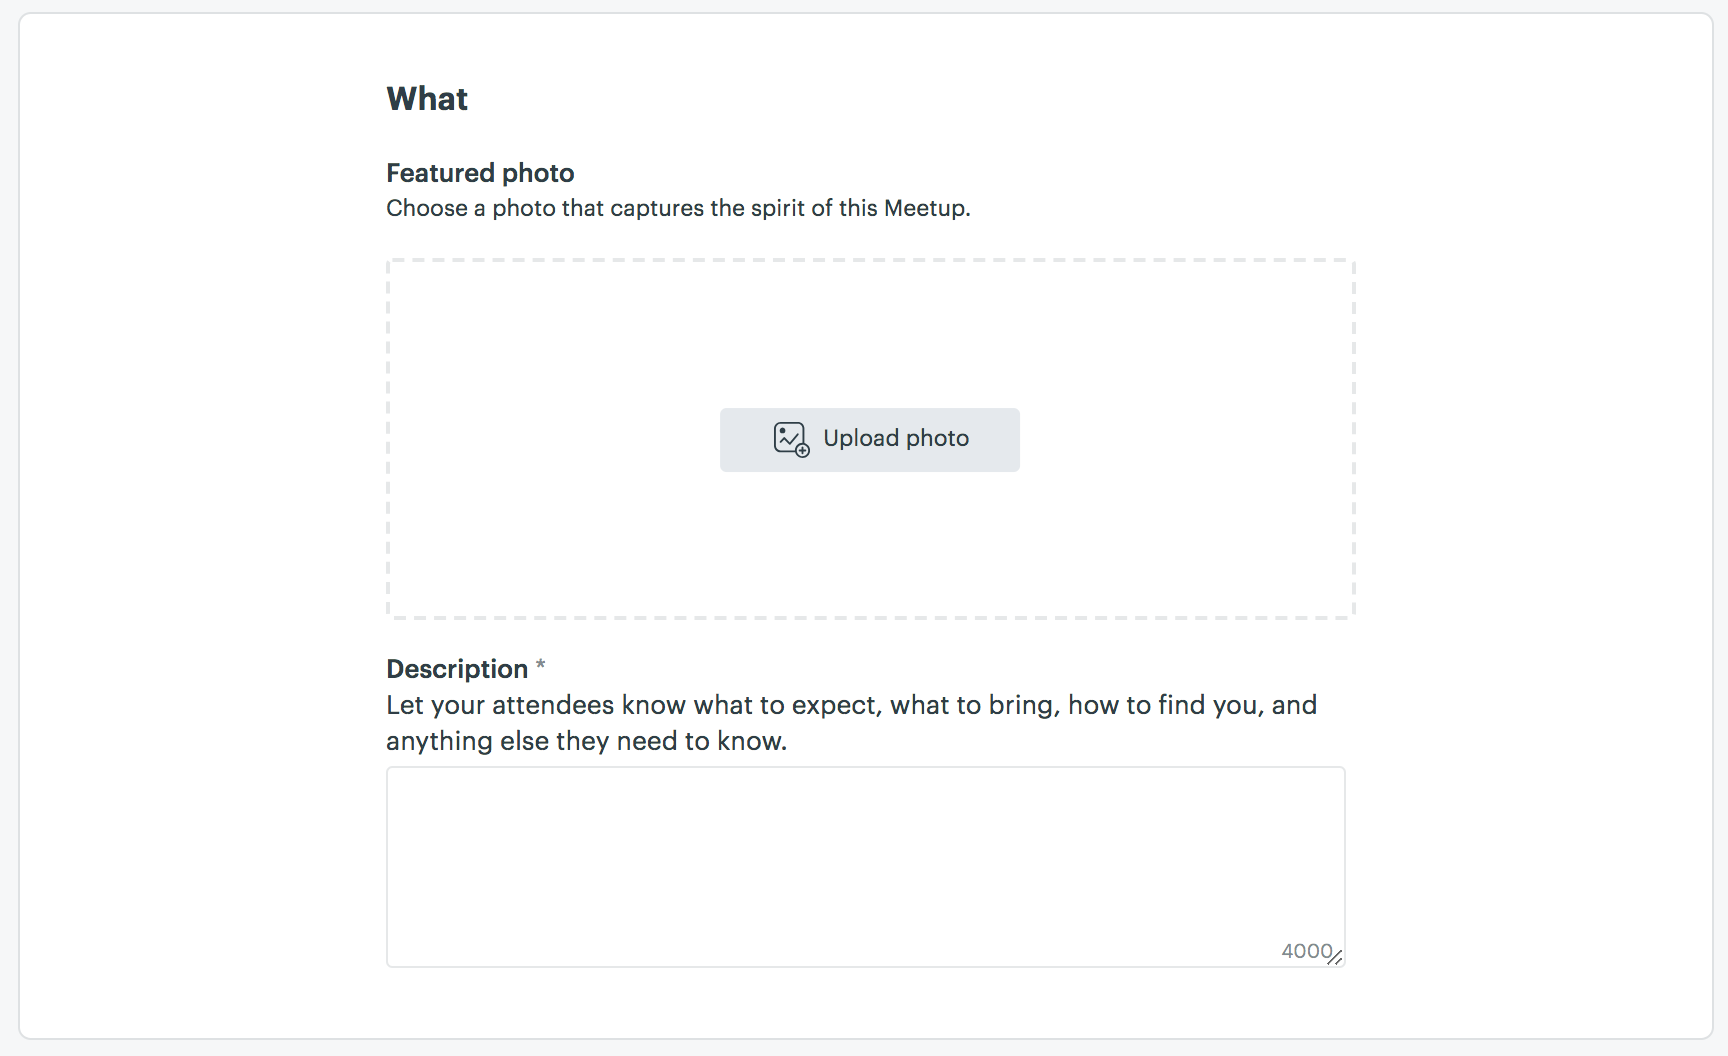 What
Featured photo
Choose a photo that captures the spirit of this Meetup.
Upload photo
Description *
Let your attendees know what to expect, what to bring, how to find you, and
anything else they need to know.
4000